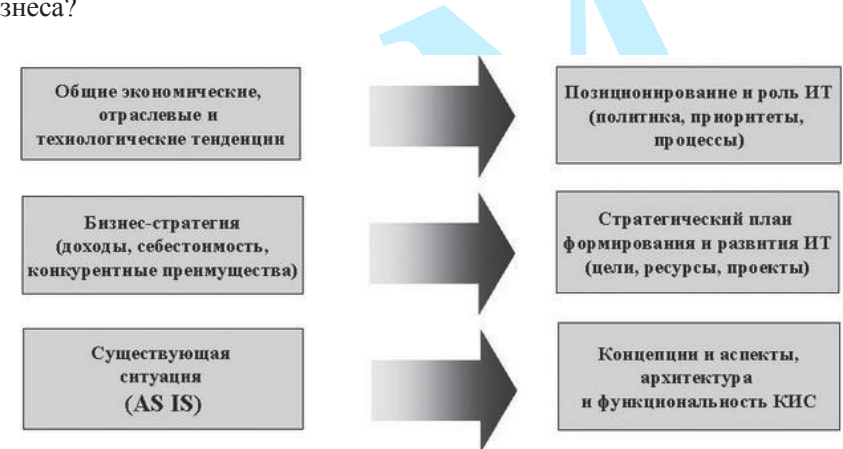 знеса?
Общие экономические,
отраслевые и
технологические тенденции
Позиционирование и роль ИТ
(политика, приоритеты,
процессы)
Бизнес-стратегия
(доходы, себестоимость,
конкурентные преимущества)
Стратегический план
формирования и развития ИТ
(цели, ресурсы, проекты)
Существующая
ситуация
(AS IS)
Концепции и аспекты,
архитектура
и функциональность КИС